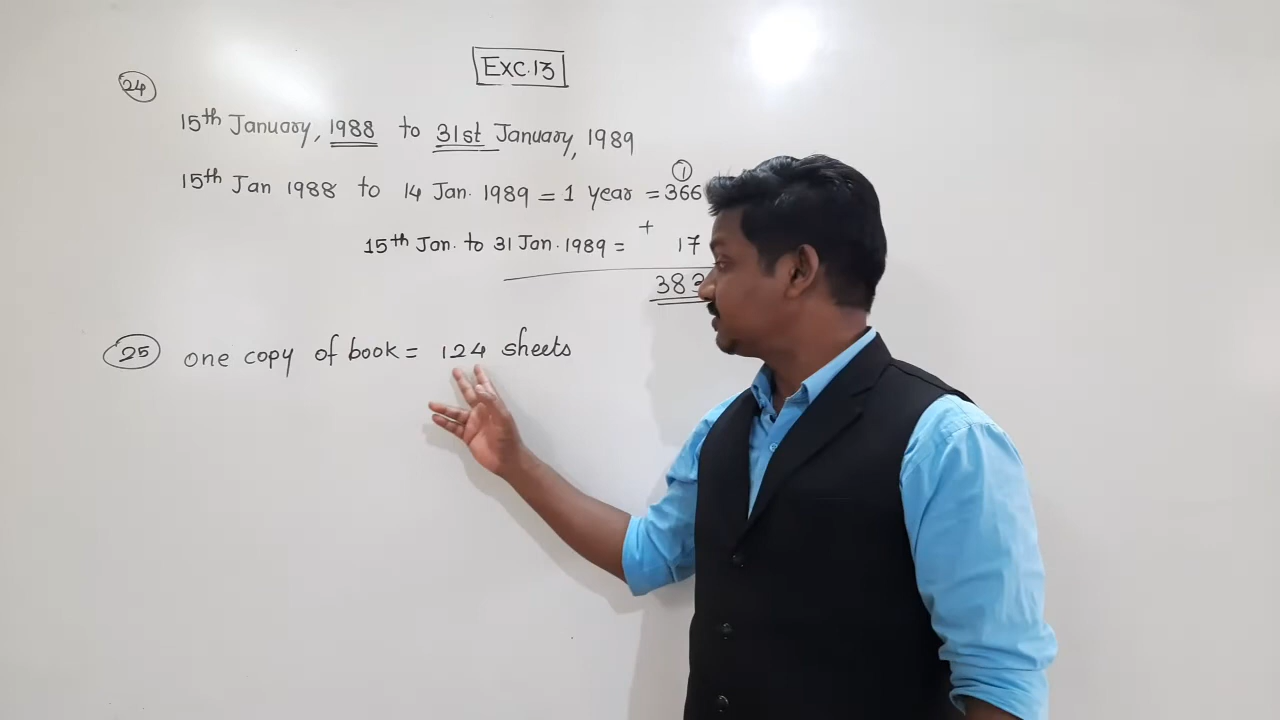 Exc.13
24
15th January, 1988 to 31st January, 1989
1
15th Jan 1988 to 14 Jan. 1989 = 1 year = 366
15th Jan. to 31 Jan. 1989 = + 17
383
25 one copy of book = 124 sheets